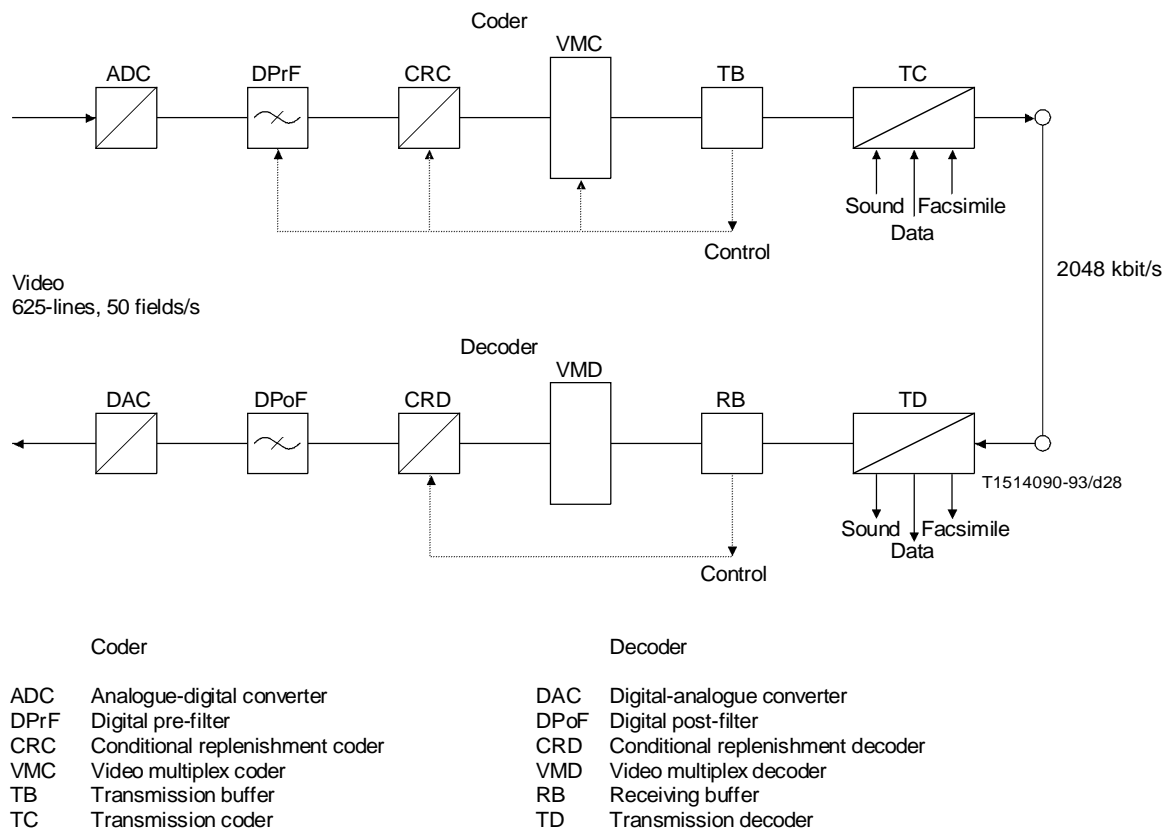 Coder
VMC
ADC DPrF CRC TB TC
Sound Facsimile
Data
Control
2048 kbit/s
Video
625-lines, 50 fields/s
Decoder
VMD
DAC DPoF CRD RB TD
T1514090-93/d28
Sound Facsimile
Data
Control
Coder Decoder
ADC Analogue-digital converter DAC Digital-analogue converter
DPrF Digital pre-filter DPoF Digital post-filter
CRC Conditional replenishment coder CRD Conditional replenishment decoder
VMC Video multiplex coder VMD Video multiplex decoder
TB Transmission buffer RB Receiving buffer
TC Transmission coder TD Transmission decoder